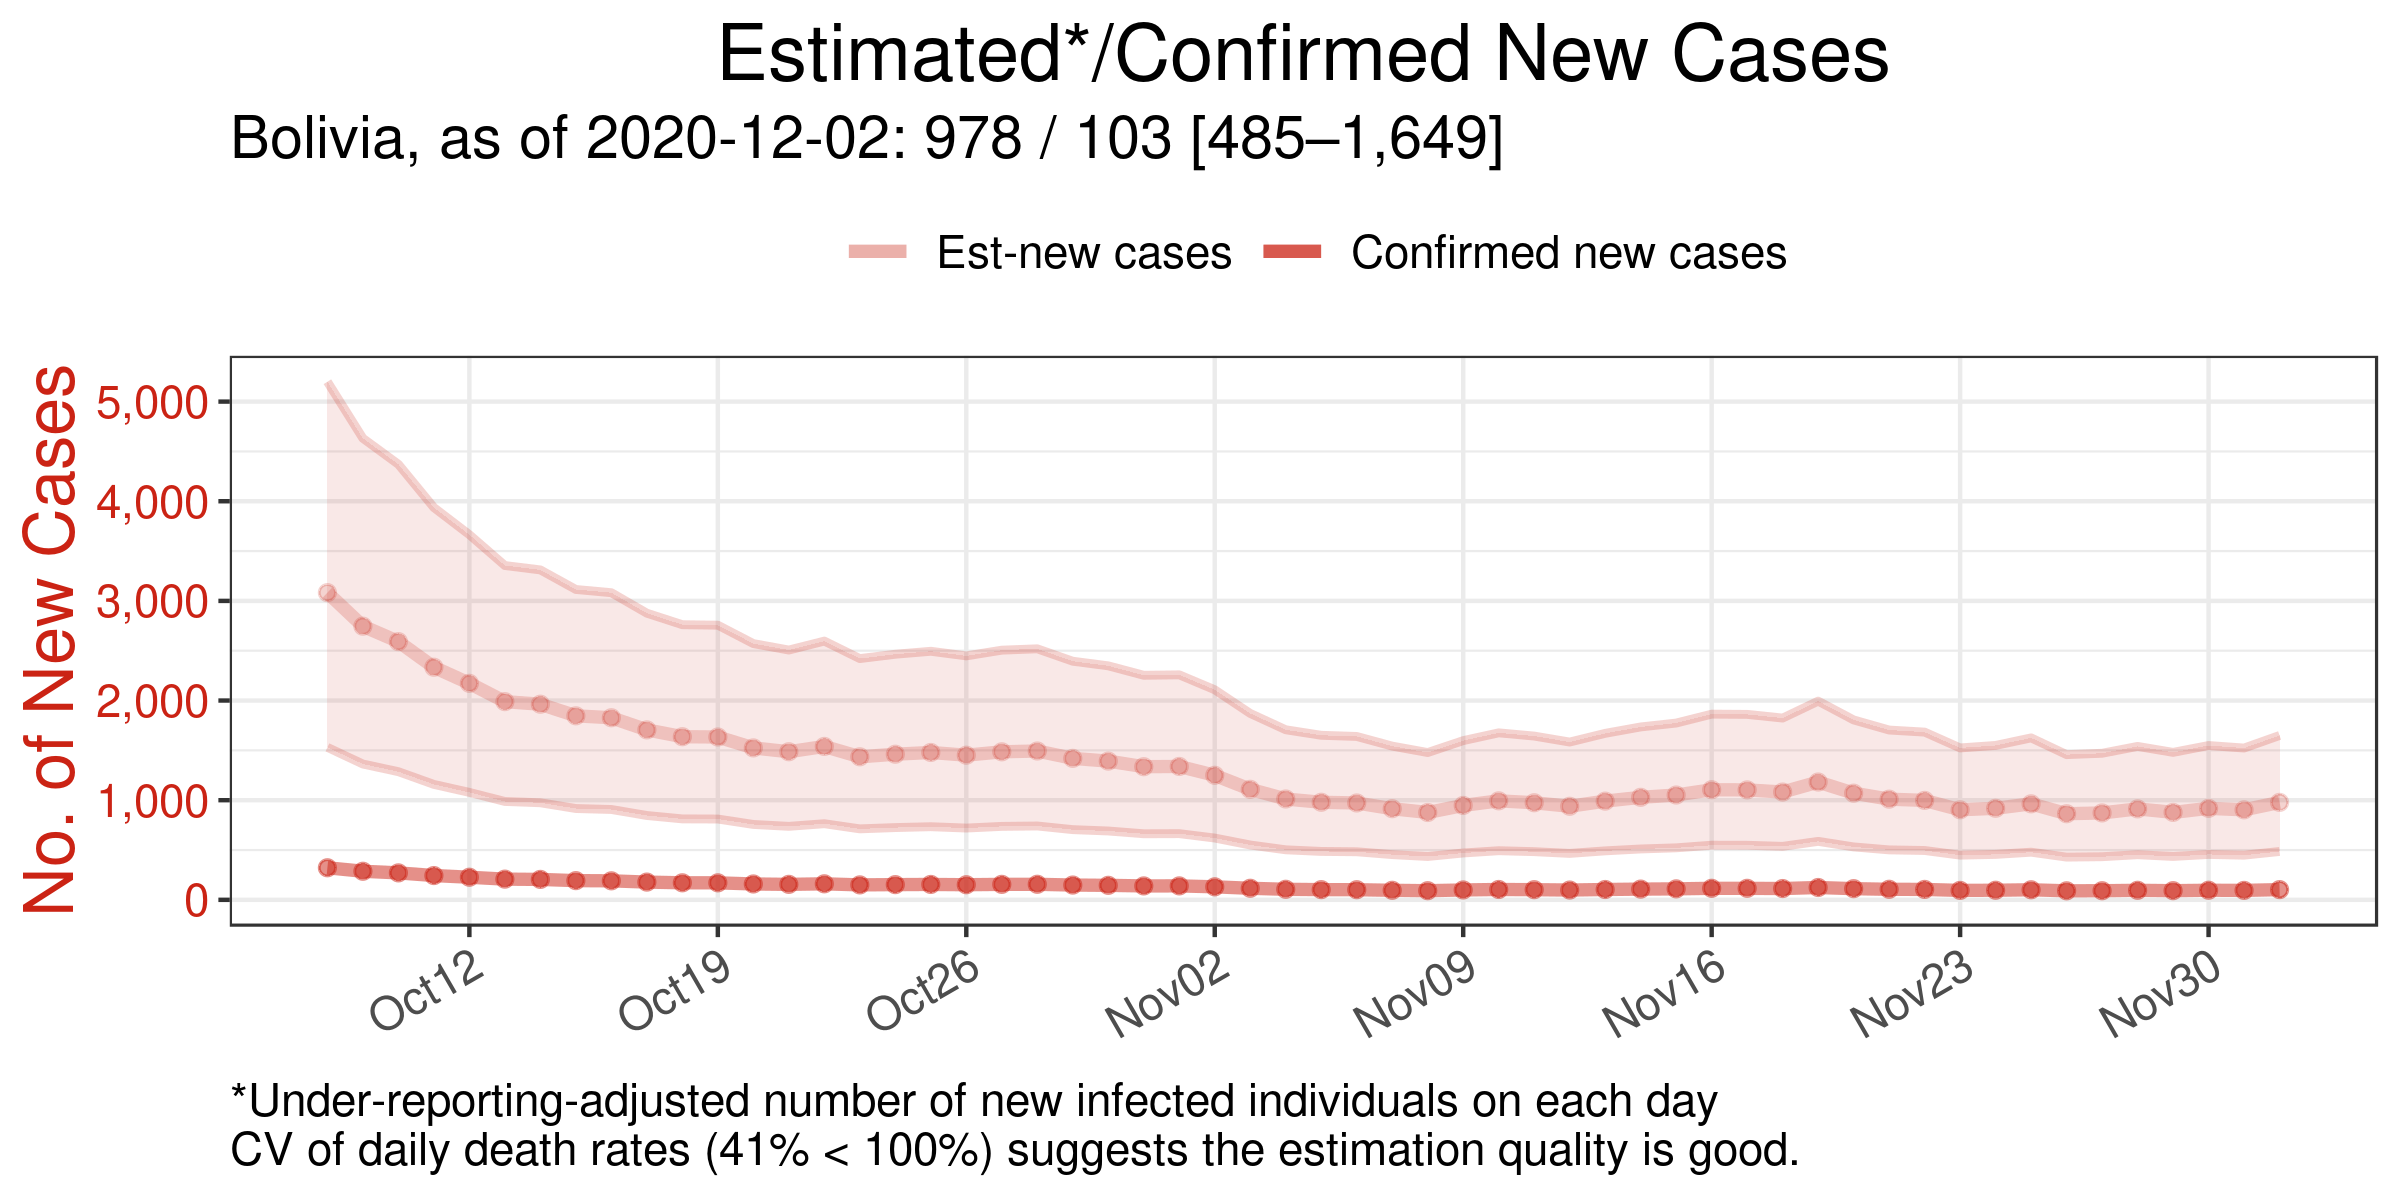 Estimated*/Confirmed New Cases
Bolivia, as of 2020-12-02: 978 / 103 [485–1,649]
Est-new cases Confirmed new cases
No. of New Cases
5,000
4,000
3,000
2,000
1,000
0
Oct12 Oct19 Oct26 Nov02 Nov09 Nov16 Nov23 Nov30
*Under-reporting-adjusted number of new infected individuals on each day
CV of daily death rates (41% < 100%) suggests the estimation quality is good.